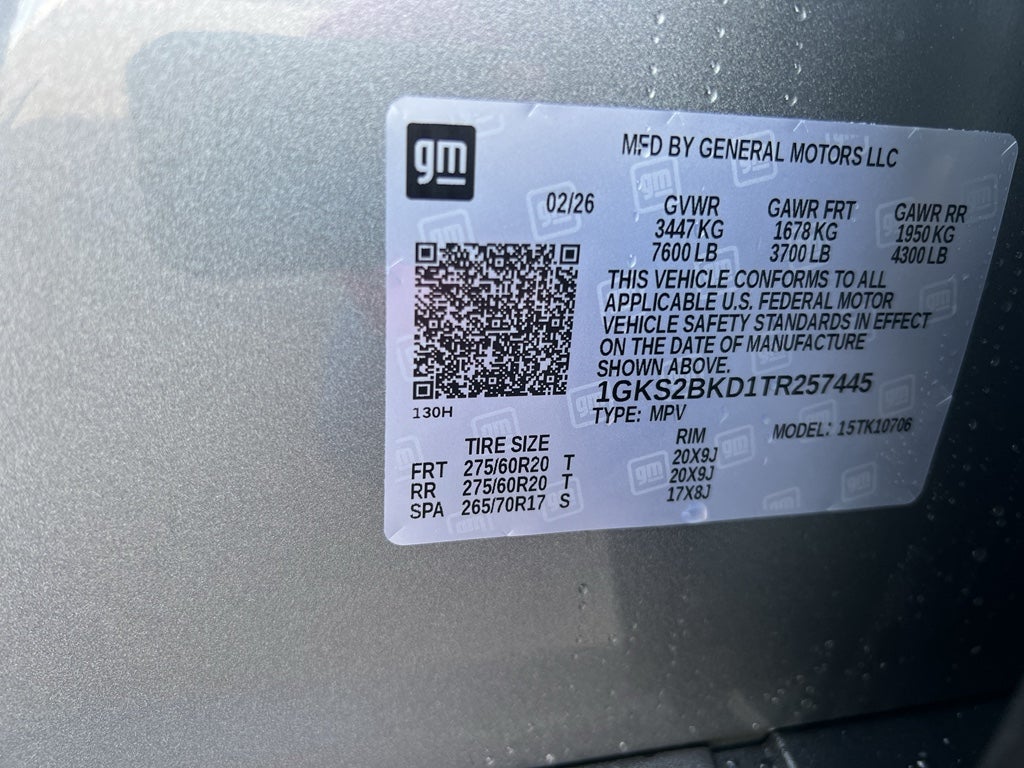 gm
MFD BY GENERAL MOTORS LLC
02/26 GVWR GAWR FRT GAWR RR
3447 KG 1678 KG 1950 KG
7600 LB 3700 LB 4300 LB
THIS VEHICLE CONFORMS TO ALL
APPLICABLE U.S. FEDERAL MOTOR
VEHICLE SAFETY STANDARDS IN EFFECT
ON THE DATE OF MANUFACTURE
SHOWN ABOVE.
1GKS2BKD1TR257445
130H
TYPE: MPV
MODEL: 15TK10706
TIRE SIZE RIM
FRT 275/60R20 T 20X9J
RR 275/60R20 T 20X9J
SPA 265/70R17 S 17X8J